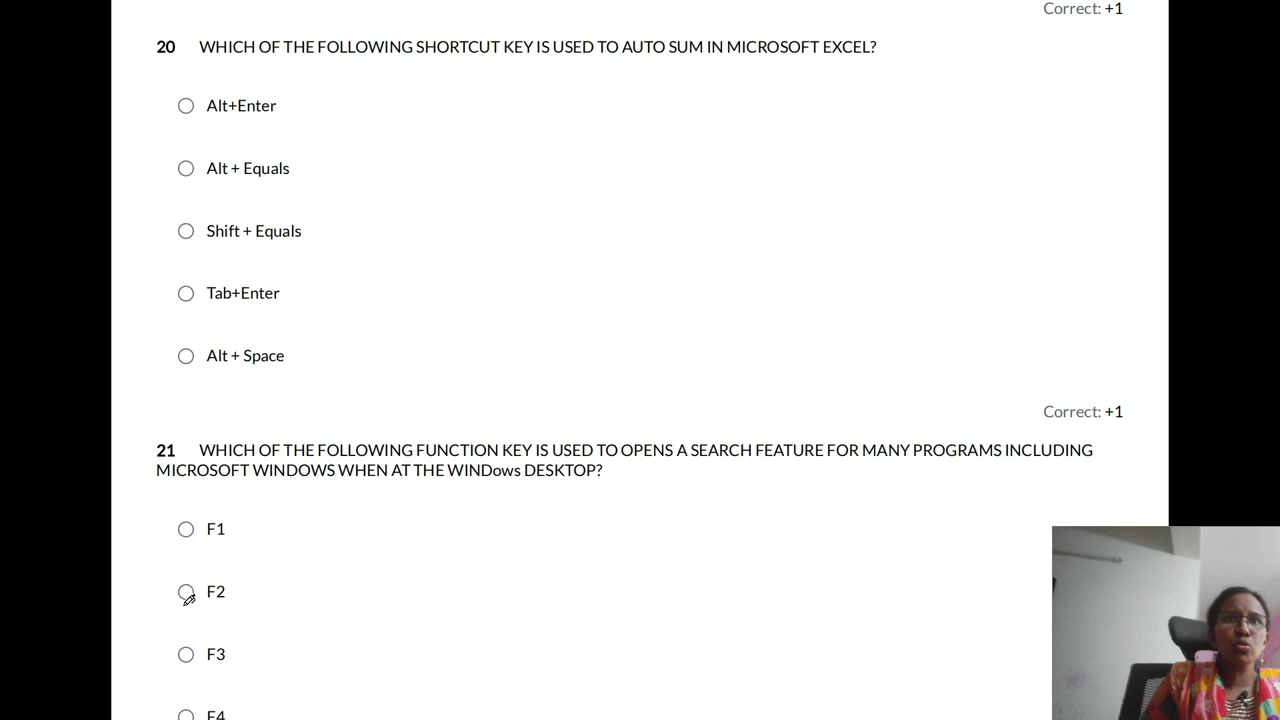 Correct: +1
20 WHICH OF THE FOLLOWING SHORTCUT KEY IS USED TO AUTO SUM IN MICROSOFT EXCEL?
Alt+Enter
Alt + Equals
Shift + Equals
Tab+Enter
Alt + Space
Correct: +1
21 WHICH OF THE FOLLOWING FUNCTION KEY IS USED TO OPENS A SEARCH FEATURE FOR MANY PROGRAMS INCLUDING
MICROSOFT WINDOWS WHEN AT THE WINDows DESKTOP?
F1
F2
F3
F4